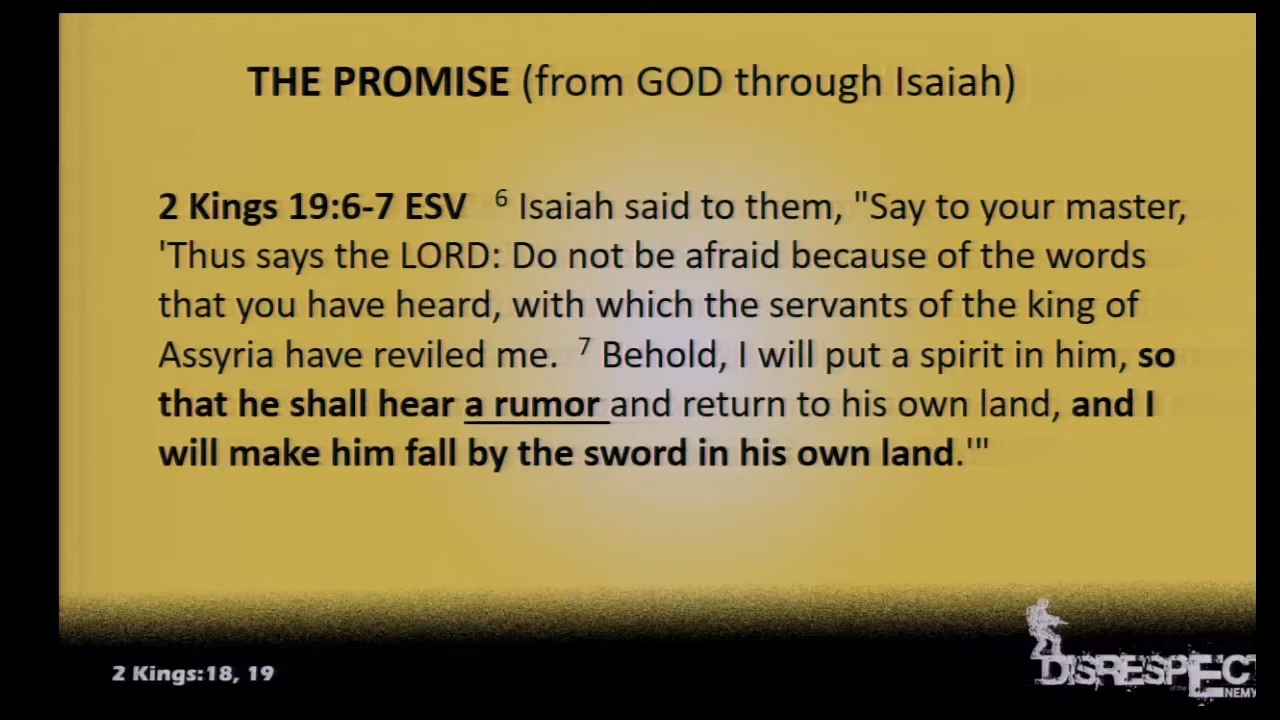 THE PROMISE (from GOD through Isaiah)
2 Kings 19:6-7 ESV 6 Isaiah said to them, "Say to your master,
'Thus says the LORD: Do not be afraid because of the words
that you have heard, with which the servants of the king of
Assyria have reviled me. 7 Behold, I will put a spirit in him, so
that he shall hear a rumor and return to his own land, and I
will make him fall by the sword in his own land.'"
2 Kings:18, 19
DISRESPECT
of the ENEMY